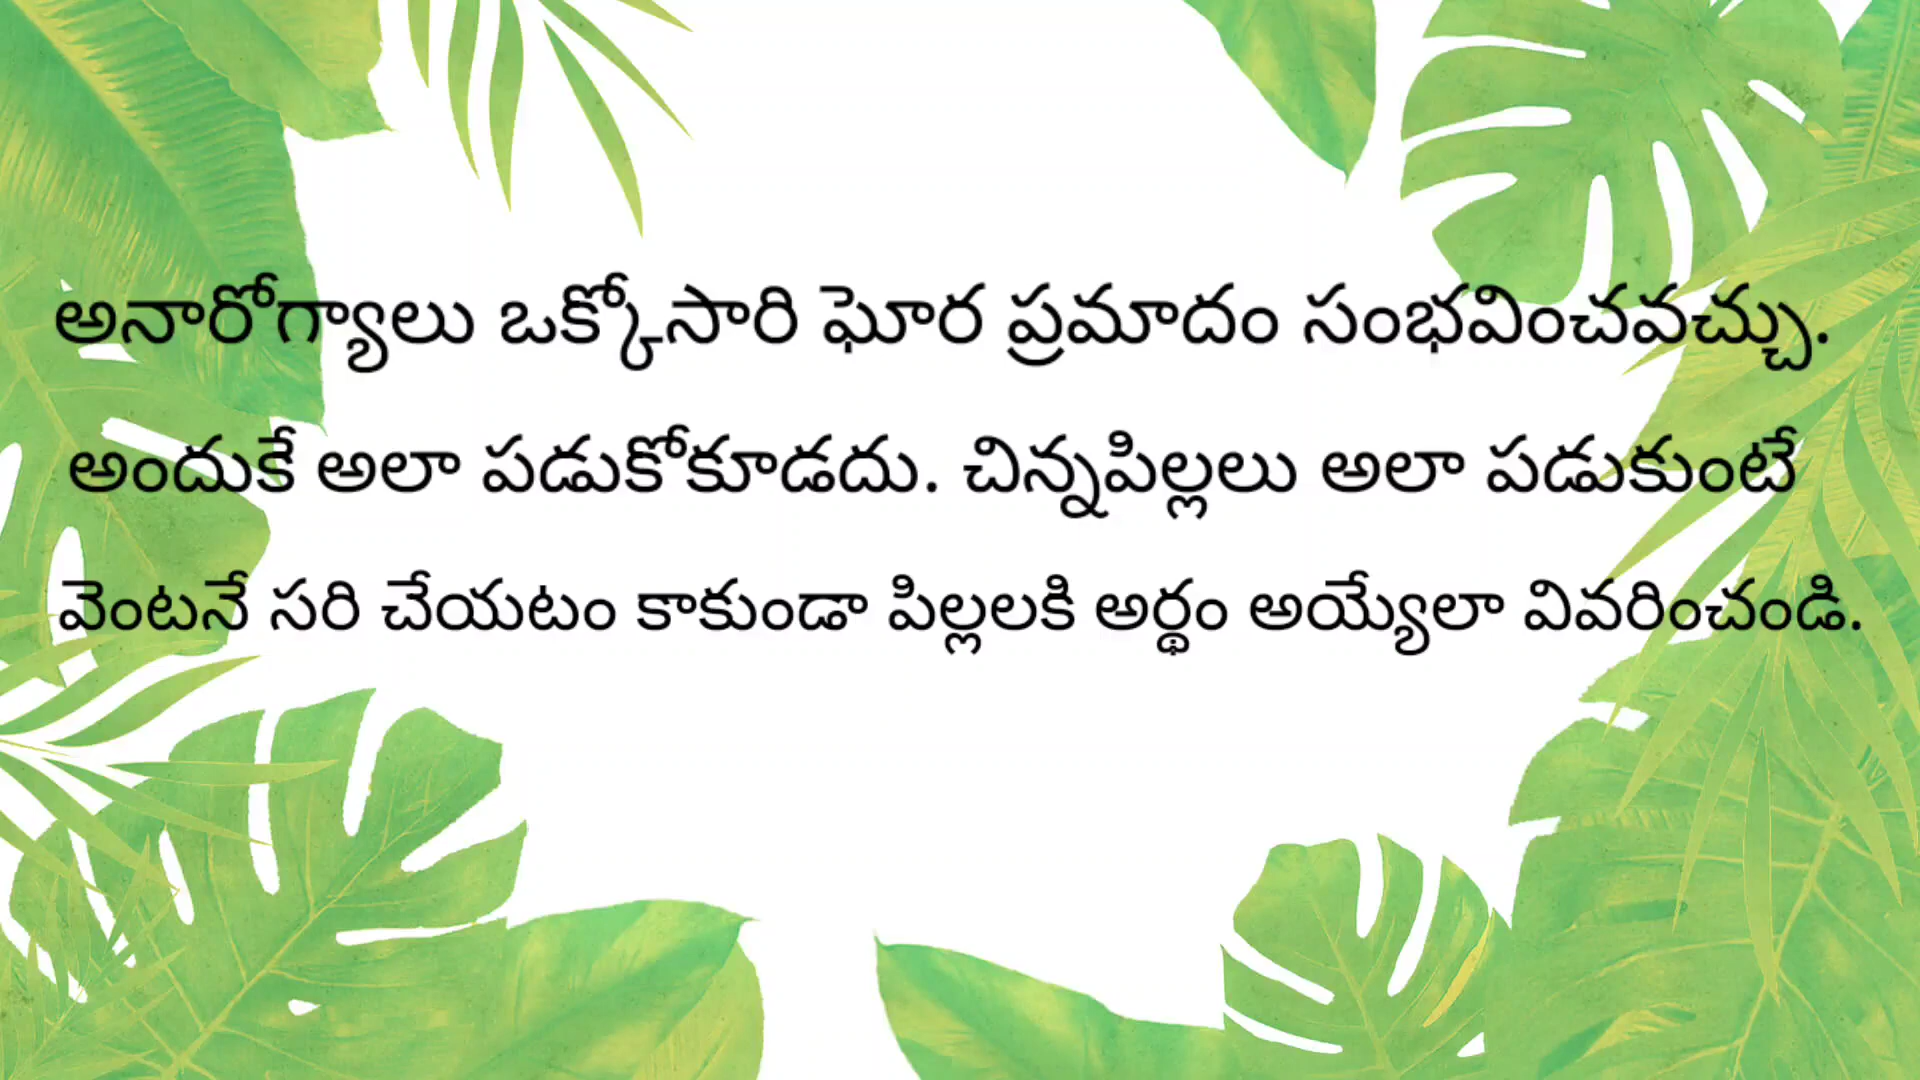 అనారోగ్యాలు ఒక్కోసారి ఘోర ప్రమాదం సంభవించవచ్చు.
అందుకే అలా పడుకోకూడదు. చిన్నపిల్లలు అలా పడుకుంటే
వెంటనే సరి చేయటం కాకుండా పిల్లలకి అర్థం అయ్యేలా వివరించండి.